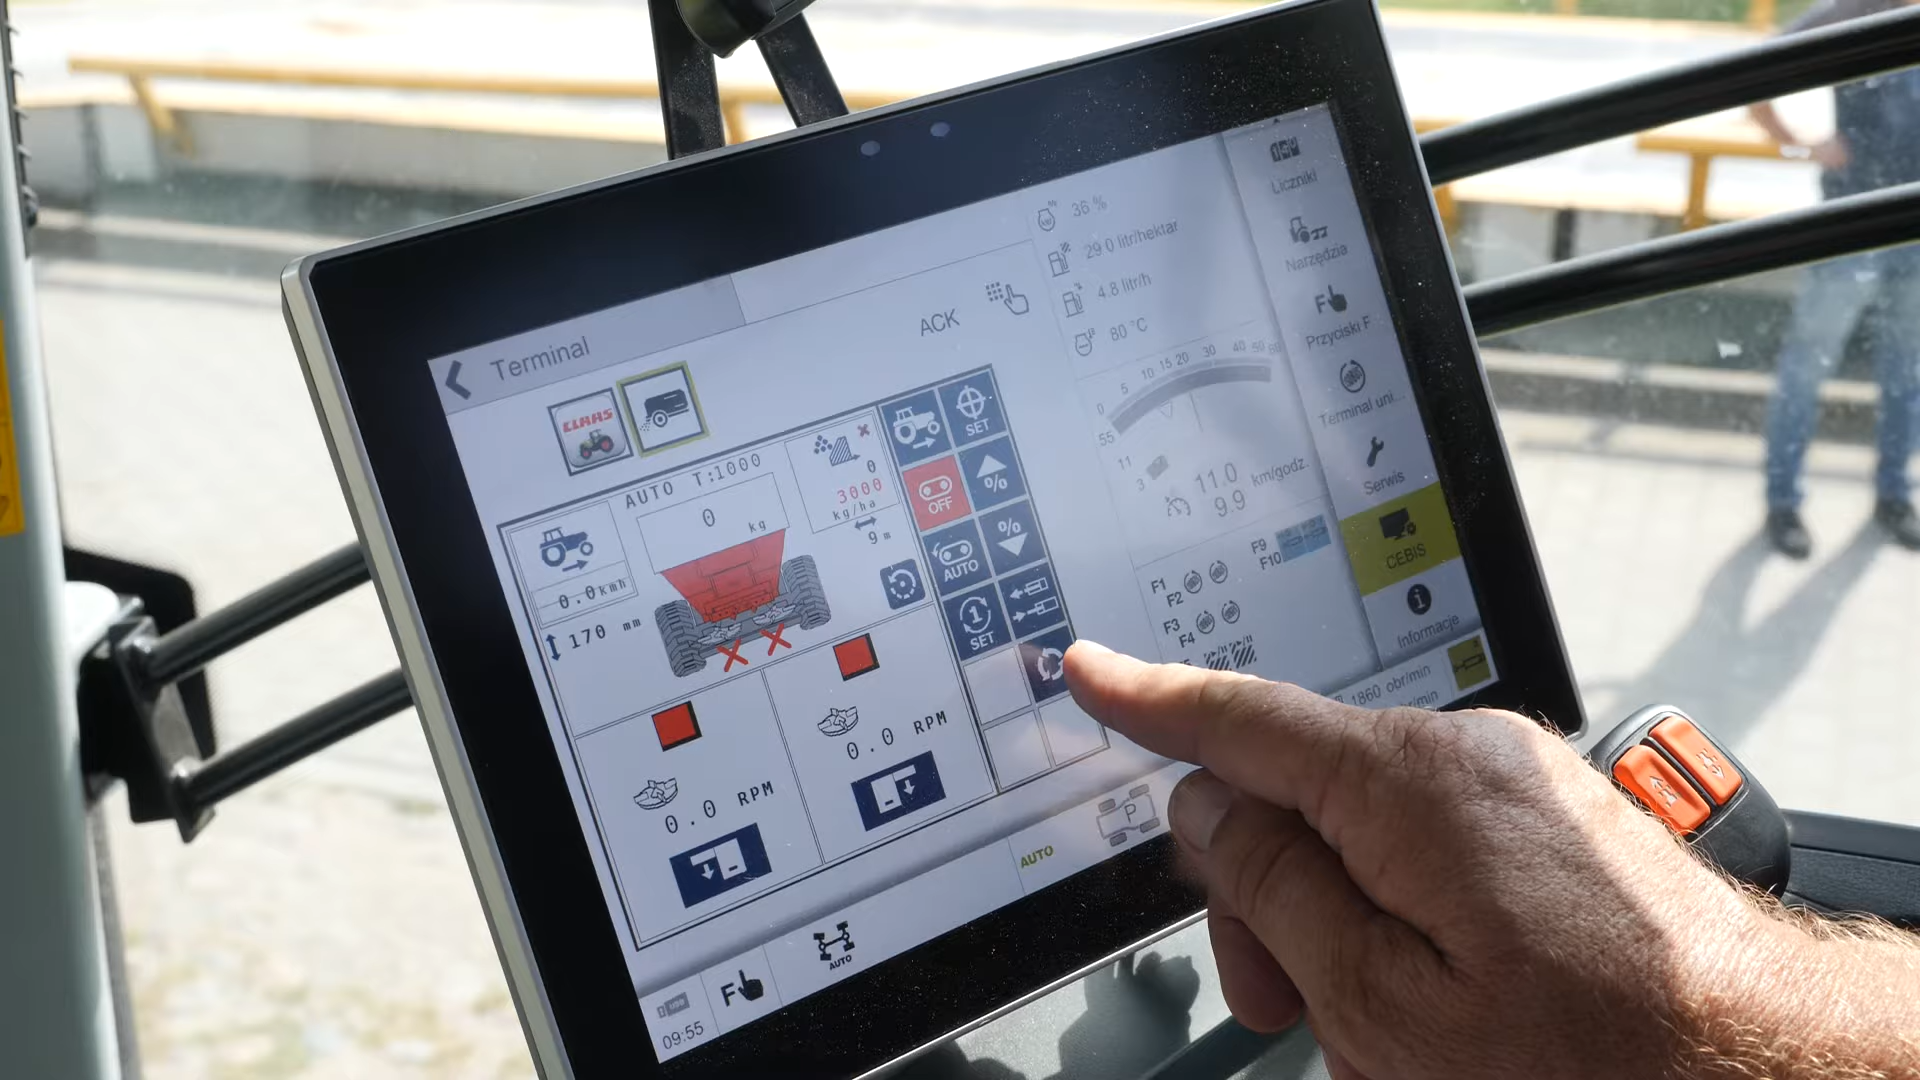 Terminal
ACK
CLAAS
AUTO T:1000
0
kg
0
3000
kg/ha
9 m
0.0 kmh
170 mm
SET
OFF
%
AUTO
%
1
SET
0.0 RPM
0.0 RPM
AUTO
P
AUTO
F
09:55
36 %
29.0 litr/hektar
4.8 litr/h
80 °C
0 5 10 15 20 30 40 50
55
11
3
11.0 km/godz.
9.9
F9
F10
F1
F2
F3
F4
1860 obr/min
Liczniki
Narzędzia
F
Przyciski F
Terminal uni...
Serwis
CEBIS
Informacje